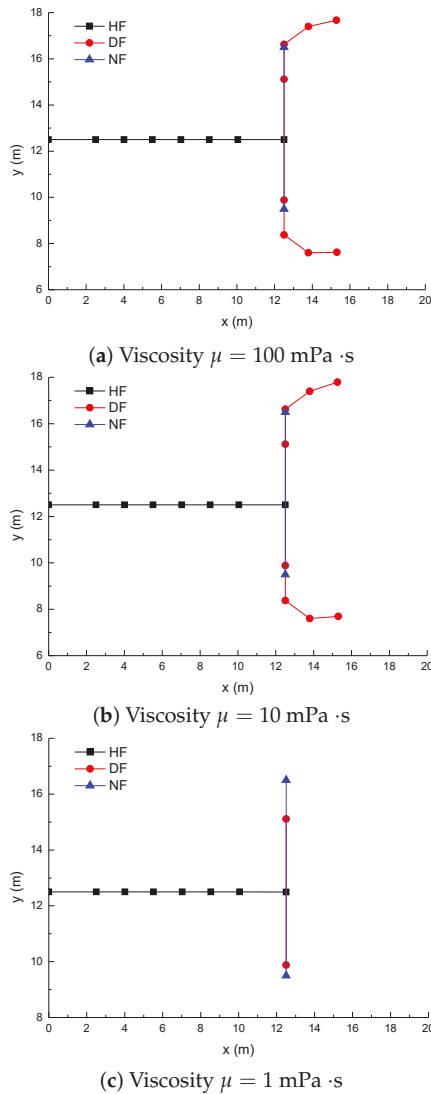 18
16
14
12
10
8
6
y (m)
HF
DF
NF
0 2 4 6 8 10 12 14 16 18 20
x (m)
(a) Viscosity μ = 100 mPa ·s
18
16
14
12
10
8
6
y (m)
HF
DF
NF
0 2 4 6 8 10 12 14 16 18 20
x (m)
(b) Viscosity μ = 10 mPa ·s
18
16
14
12
10
8
y (m)
HF
DF
NF
0 2 4 6 8 10 12 14 16 18 20
x (m)
(c) Viscosity μ = 1 mPa ·s